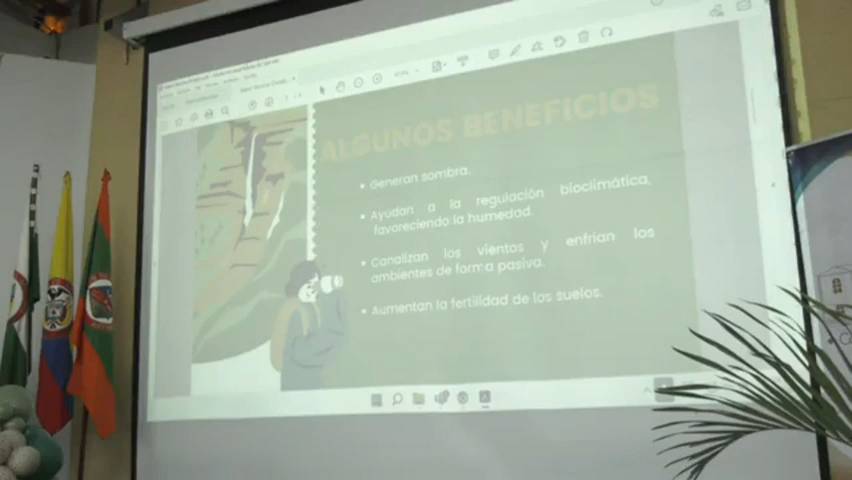 ALGUNOS BENEFICIOS
• Generan sombra.
• Ayudan a la regulación bioclimática,
favoreciendo la humedad.
• Canalizan los vientos y enfrían los
ambientes de forma pasiva.
• Aumentan la fertilidad de los suelos.